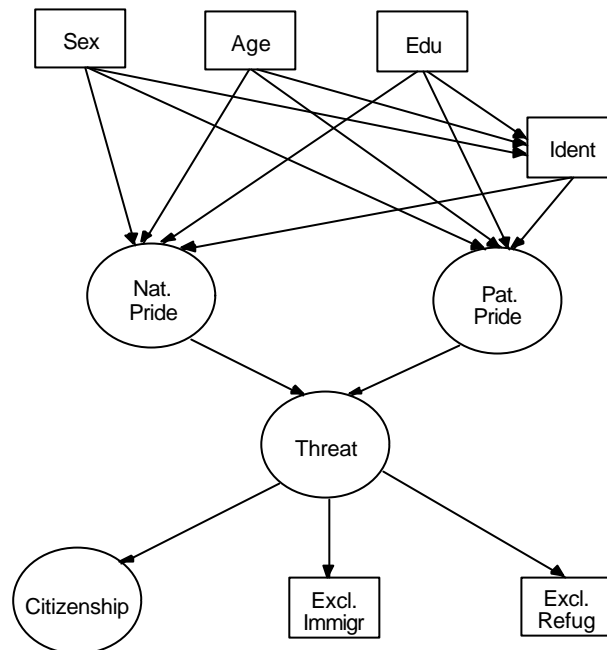 Sex
Age
Edu
Ident
Nat.
Pride
Pat.
Pride
Threat
Citizenship
Excl.
Immigr
Excl.
Refug